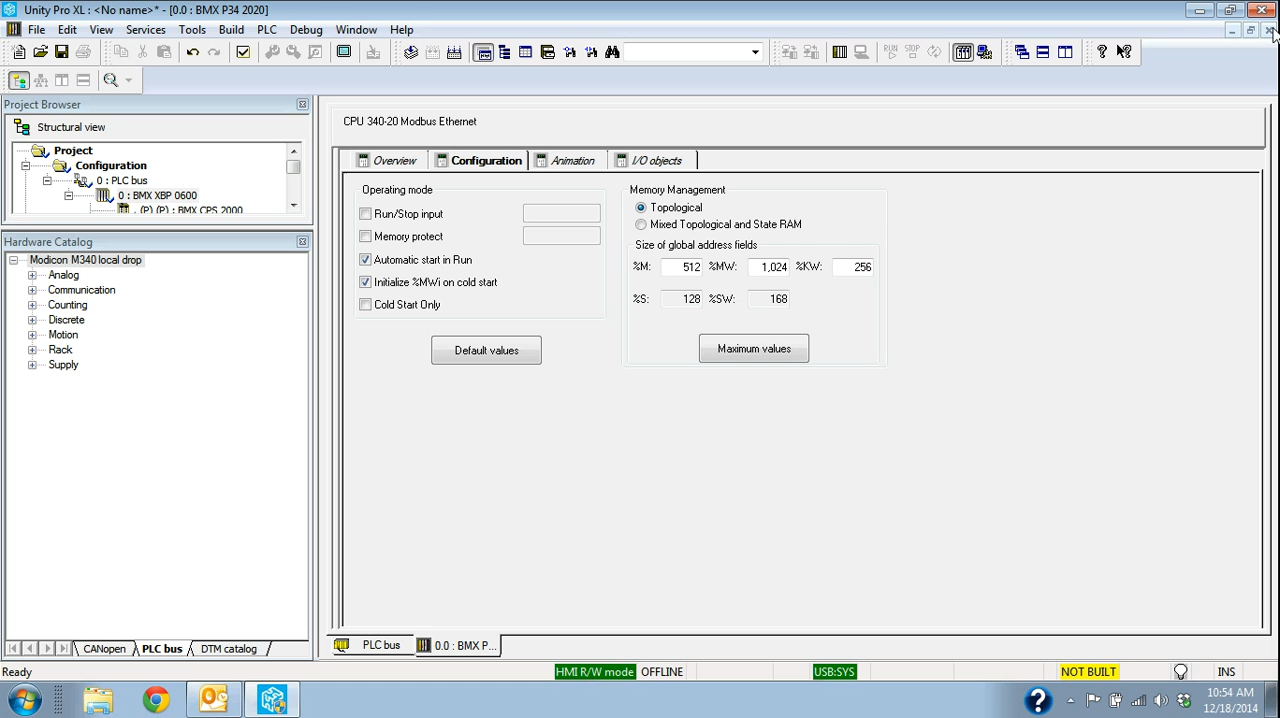 Unity Pro XL : <No name>* - [0.0 : BMX P34 2020]
File Edit View Services Tools Build PLC Debug Window Help
Project Browser
Structural view
Project
Configuration
0 : PLC bus
0 : BMX XBP 0600
(P) (P) : BMX CPS 2000
Hardware Catalog
Modicon M340 local drop
Analog
Communication
Counting
Discrete
Motion
Rack
Supply
CANopen PLC bus DTM catalog
CPU 340-20 Modbus Ethernet
Overview Configuration Animation I/O objects
Operating mode
Run/Stop input
Memory protect
Automatic start in Run
Initialize %MWi on cold start
Cold Start Only
Default values
Memory Management
Topological
Mixed Topological and State RAM
Size of global address fields
%M: 512 %MW: 1,024 %KW: 256
%S: 128 %SW: 168
Maximum values
PLC bus 0.0 : BMX P...
Ready HMI R/W mode OFFLINE USB:SYS NOT BUILT INS
10:54 AM
12/18/2014